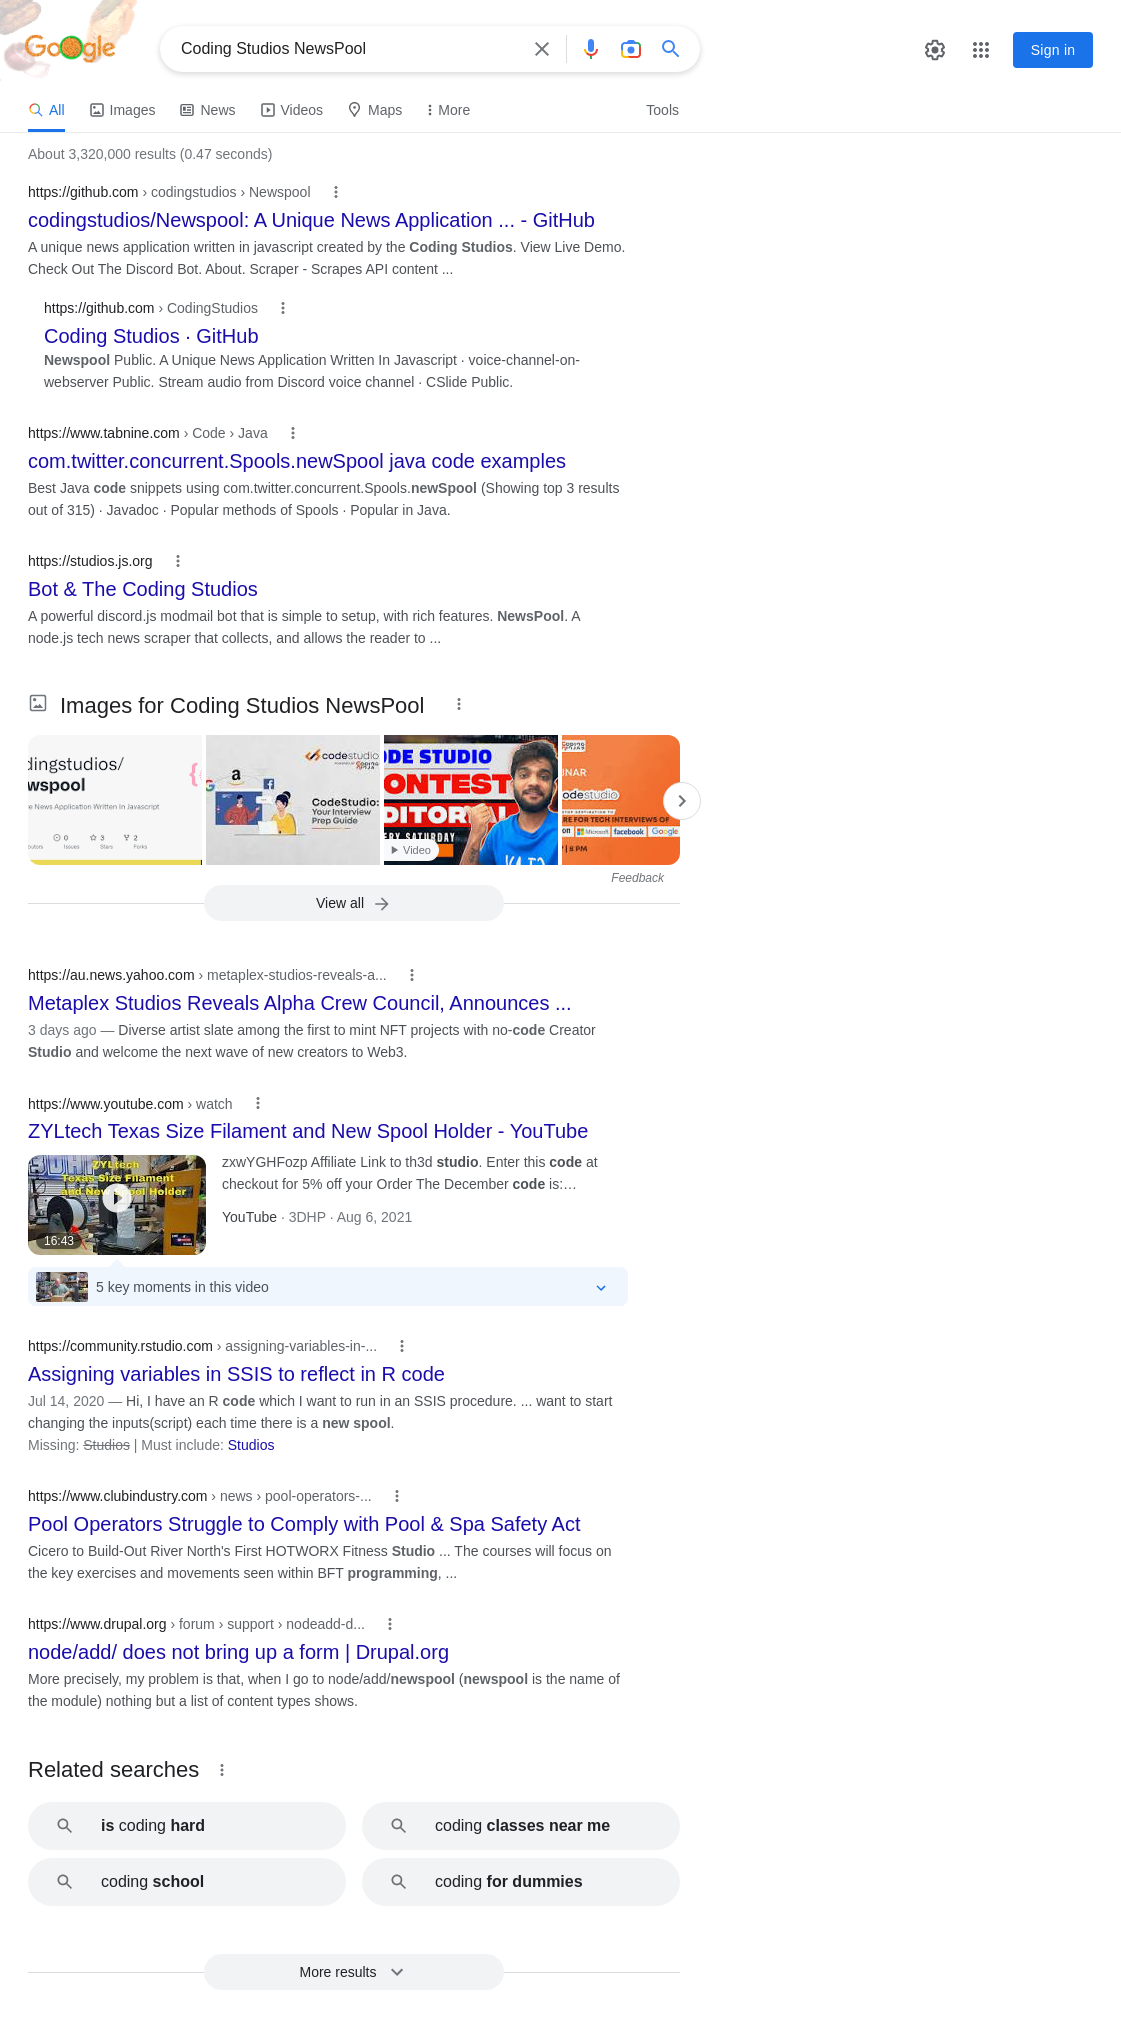 Google
Coding Studios NewsPool
Sign in
All Images News Videos Maps More Tools
About 3,320,000 results (0.47 seconds)
https://github.com › codingstudios › Newspool
codingstudios/Newspool: A Unique News Application ... - GitHub
A unique news application written in javascript created by the Coding Studios. View Live Demo.
Check Out The Discord Bot. About. Scraper - Scrapes API content ...
https://github.com › CodingStudios
Coding Studios · GitHub
Newspool Public. A Unique News Application Written In Javascript · voice-channel-on-
webserver Public. Stream audio from Discord voice channel · CSlide Public.
https://www.tabnine.com › Code › Java
com.twitter.concurrent.Spools.newSpool java code examples
Best Java code snippets using com.twitter.concurrent.Spools.newSpool (Showing top 3 results
out of 315) · Javadoc · Popular methods of Spools · Popular in Java.
https://studios.js.org
Bot & The Coding Studios
A powerful discord.js modmail bot that is simple to setup, with rich features. NewsPool. A
node.js tech news scraper that collects, and allows the reader to ...
Images for Coding Studios NewsPool
dingstudios/
wspool
e News Application Written In Javascript
0 3 2
Issues Stars Forks
codestudio
CodeStudio:
Your Interview
Prep Guide
ODE STUDIO
ONTEST
DITORIAL
ERY SATURDAY
Video
INAR
odestudio
RE FOR TECH INTERVIEWS OF
on Microsoft facebook Google
| 8 PM
Feedback
View all
https://au.news.yahoo.com › metaplex-studios-reveals-a...
Metaplex Studios Reveals Alpha Crew Council, Announces ...
3 days ago — Diverse artist slate among the first to mint NFT projects with no-code Creator
Studio and welcome the next wave of new creators to Web3.
https://www.youtube.com › watch
ZYLtech Texas Size Filament and New Spool Holder - YouTube
ZYLtech
Texas Size Filament
and New Spool Holder
16:43
zxwYGHFozp Affiliate Link to th3d studio. Enter this code at
checkout for 5% off your Order The December code is:…
YouTube · 3DHP · Aug 6, 2021
5 key moments in this video
https://community.rstudio.com › assigning-variables-in-...
Assigning variables in SSIS to reflect in R code
Jul 14, 2020 — Hi, I have an R code which I want to run in an SSIS procedure. ... want to start
changing the inputs(script) each time there is a new spool.
Missing: Studios | Must include: Studios
https://www.clubindustry.com › news › pool-operators-...
Pool Operators Struggle to Comply with Pool & Spa Safety Act
Cicero to Build-Out River North's First HOTWORX Fitness Studio ... The courses will focus on
the key exercises and movements seen within BFT programming, ...
https://www.drupal.org › forum › support › nodeadd-d...
node/add/ does not bring up a form | Drupal.org
More precisely, my problem is that, when I go to node/add/newspool (newspool is the name of
the module) nothing but a list of content types shows.
Related searches
is coding hard
coding classes near me
coding school
coding for dummies
More results